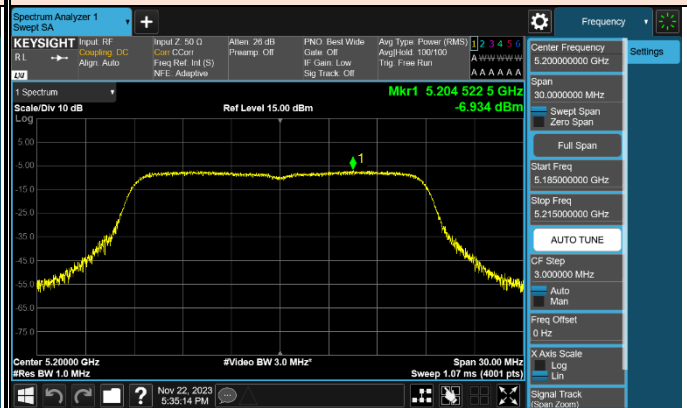 Spectrum Analyzer 1
Swept SA
+
Frequency
KEYSIGHT Input: RF
R L Coupling: DC
Align: Auto
LXI
Input Z: 50 Ω
Corr CCorr
Freq Ref: Int (S)
NFE: Adaptive
Atten: 26 dB
Preamp: Off
PNO: Best Wide
Gate: Off
IF Gain: Low
Sig Track: Off
Avg Type: Power (RMS)
Avg|Hold: 100/100
Trig: Free Run
1 2 3 4 5 6
A W W W W W
A A A A A A
1 Spectrum
Scale/Div 10 dB
Ref Level 15.00 dBm
Mkr1 5.204 522 5 GHz
-6.934 dBm
Log
5.00
-5.00
-15.0
-25.0
-35.0
-45.0
-55.0
-65.0
-75.0
1
Center 5.20000 GHz
#Res BW 1.0 MHz
#Video BW 3.0 MHz*
Span 30.00 MHz
Sweep 1.07 ms (4001 pts)
Center Frequency
5.200000000 GHz
Span
30.0000000 MHz
Swept Span
Zero Span
Full Span
Start Freq
5.185000000 GHz
Stop Freq
5.215000000 GHz
AUTO TUNE
CF Step
3.000000 MHz
Auto
Man
Freq Offset
0 Hz
X Axis Scale
Log
Lin
Signal Track
(Span Zoom)
Settings
?
Nov 22, 2023
5:35:14 PM